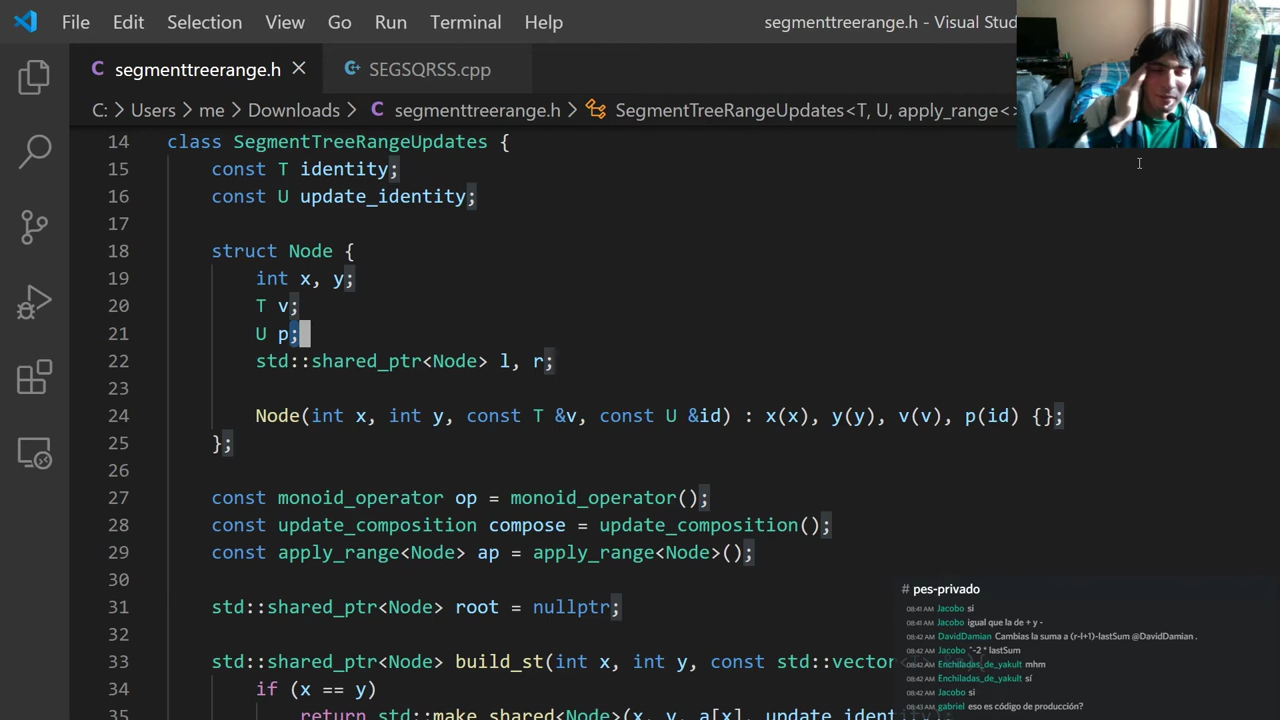 File Edit Selection View Go Run Terminal Help segmenttreerange.h - Visual Stu
segmenttreerange.h SEGSQRSS.cpp
C: > Users > me > Downloads > C segmenttreerange.h > SegmentTreeRangeUpdates<T, U, apply_range<>
14 class SegmentTreeRangeUpdates {
15 const T identity;
16 const U update_identity;
17
18 struct Node {
19 int x, y;
20 T v;
21 U p;
22 std::shared_ptr<Node> l, r;
23
24 Node(int x, int y, const T &v, const U &id) : x(x), y(y), v(v), p(id) {};
25 };
26
27 const monoid_operator op = monoid_operator();
28 const update_composition compose = update_composition();
29 const apply_range<Node> ap = apply_range<Node>();
30
31 std::shared_ptr<Node> root = nullptr;
32
33 std::shared_ptr<Node> build_st(int x, int y, const std::vector
34 if (x == y)
35 return std::make_shared<Node>(x, y, a[x], update_identity);
# pes-privado
08:41 AM Jacobo si
08:41 AM Jacobo igual que la de + y -
08:42 AM DavidDamian Cambias la suma a (r-l+1)-lastSum @DavidDamian .
08:42 AM Jacobo ^-2 * lastSum
08:42 AM Enchiladas_de_yakult mhm
08:42 AM Enchiladas_de_yakult sí
08:42 AM Jacobo si
08:43 AM gabriel eso es código de producción?